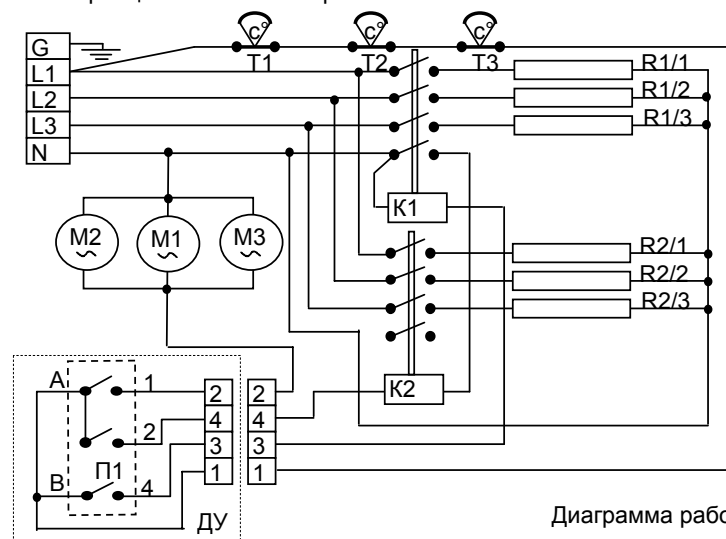 c° c° c°
G
T1 T2 T3
L1 R1/1
L2 R1/2
L3 R1/3
N
K1
M2 M1 M3
R2/1
R2/2
R2/3
A 1 2 2 K2
2 4 4
3 3
B П1 4 1 1
ДУ
Диаграмма рабо